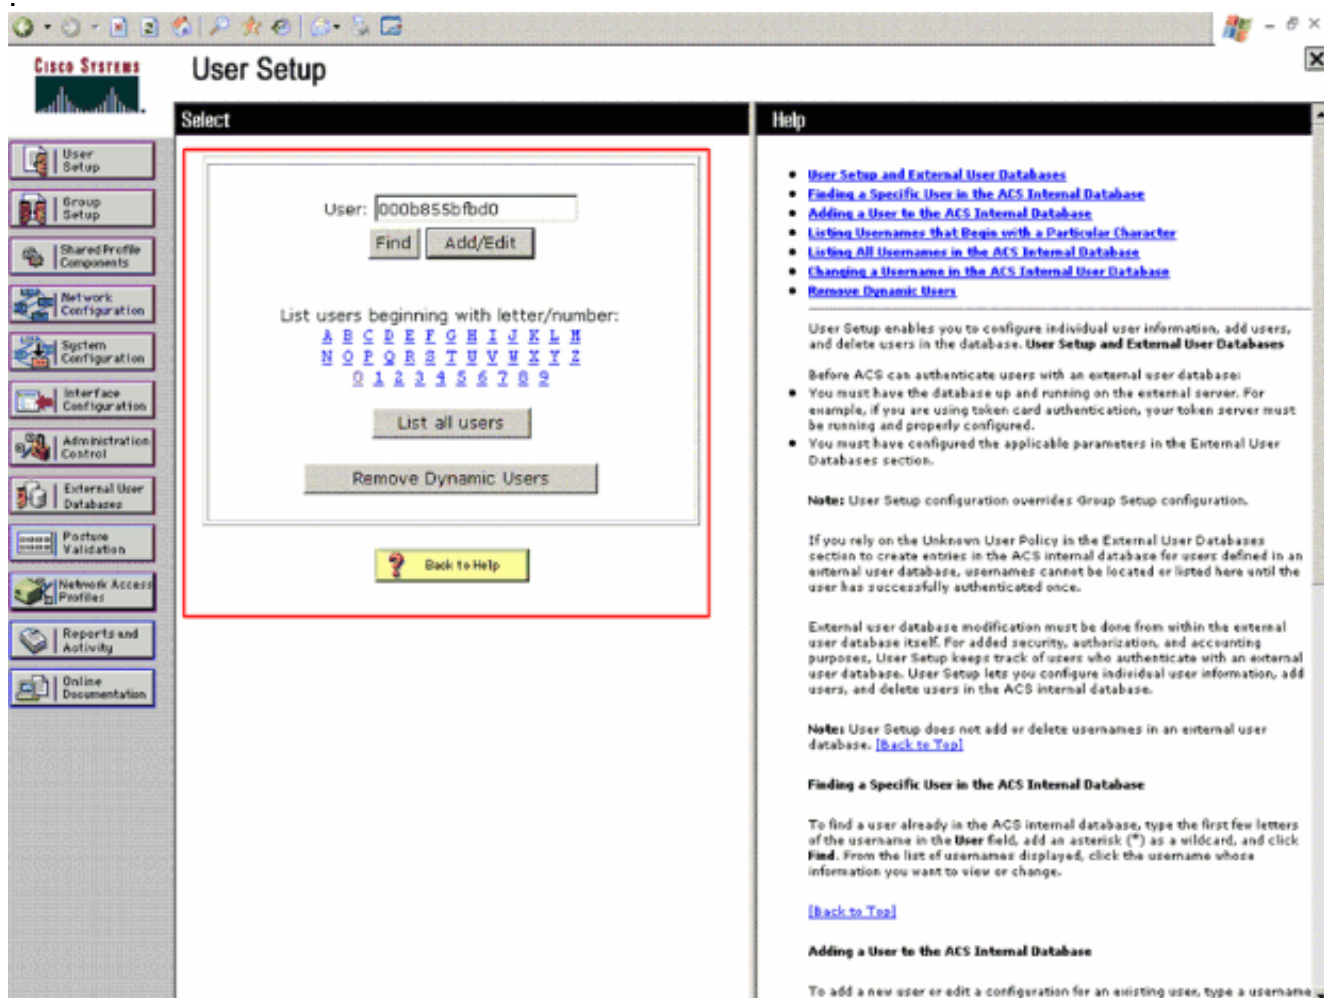 CISCO SYSTEMS
User Setup
User
Setup
Group
Setup
Shared Profile
Components
Network
Configuration
System
Configuration
Interface
Configuration
Administration
Control
External User
Databases
Posture
Validation
Network Access
Profiles
Reports and
Activity
Online
Documentation
Select
User: 000b855bfbd0
Find Add/Edit
List users beginning with letter/number:
A B C D E F G H I J K L M
N O P Q R S T U V W X Y Z
0 1 2 3 4 5 6 7 8 9
List all users
Remove Dynamic Users
? Back to Help
Help
User Setup and External User Databases
Finding a Specific User in the ACS Internal Database
Adding a User to the ACS Internal Database
Listing Usernames that Begin with a Particular Character
Listing All Usernames in the ACS Internal Database
Changing a Username in the ACS Internal User Database
Remove Dynamic Users
User Setup enables you to configure individual user information, add users,
and delete users in the database. User Setup and External User Databases
Before ACS can authenticate users with an external user database:
You must have the database up and running on the external server. For
example, if you are using token card authentication, your token server must
be running and properly configured.
You must have configured the applicable parameters in the External User
Databases section.
Note: User Setup configuration overrides Group Setup configuration.
If you rely on the Unknown User Policy in the External User Databases
section to create entries in the ACS internal database for users defined in an
external user database, usernames cannot be located or listed here until the
user has successfully authenticated once.
External user database modification must be done from within the external
user database itself. For added security, authorization, and accounting
purposes, User Setup keeps track of users who authenticate with an external
user database. User Setup lets you configure individual user information, add
users, and delete users in the ACS internal database.
Note: User Setup does not add or delete usernames in an external user
database. [Back to Top]
Finding a Specific User in the ACS Internal Database
To find a user already in the ACS internal database, type the first few letters
of the username in the User field, add an asterisk (*) as a wildcard, and click
Find. From the list of usernames displayed, click the username whose
information you want to view or change.
[Back to Top]
Adding a User to the ACS Internal Database
To add a new user or edit a configuration for an existing user, type a username